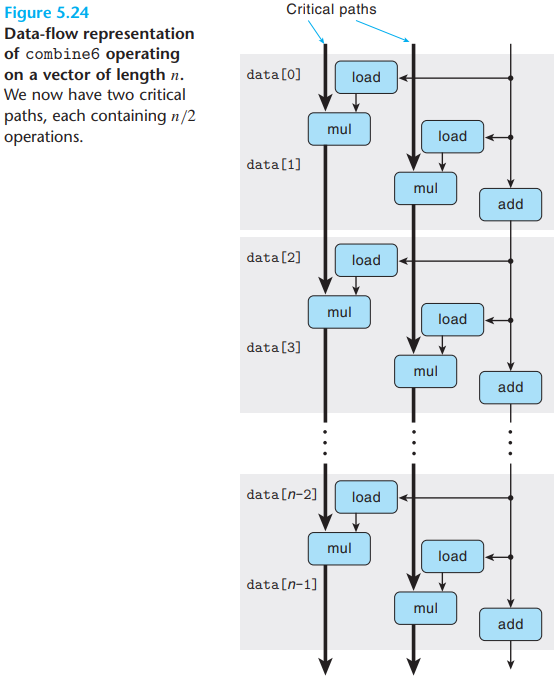 Figure 5.24
Data-flow representation
of combine6 operating
on a vector of length n.
We now have two critical
paths, each containing n/2
operations.
Critical paths
data[0]
load
mul
load
data[1]
mul
add
data[2]
load
mul
load
data[3]
mul
add
data[n-2]
load
mul
load
data[n-1]
mul
add